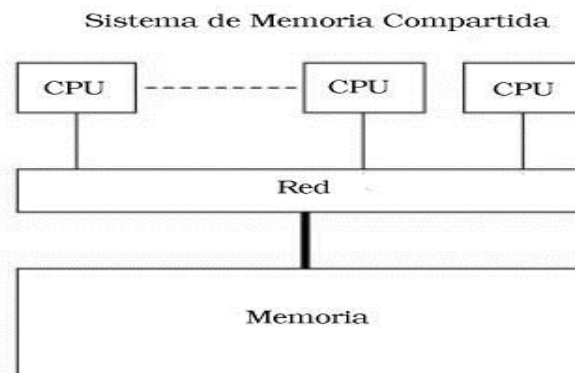 Sistema de Memoria Compartida
CPU CPU CPU
Red
Memoria